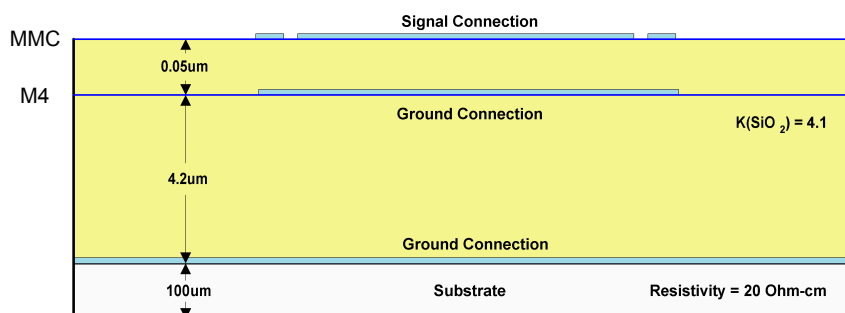 Signal Connection
MMC
0.05um
M4
Ground Connection
K(SiO 2) = 4.1
4.2um
Ground Connection
100um
Substrate
Resistivity = 20 Ohm-cm